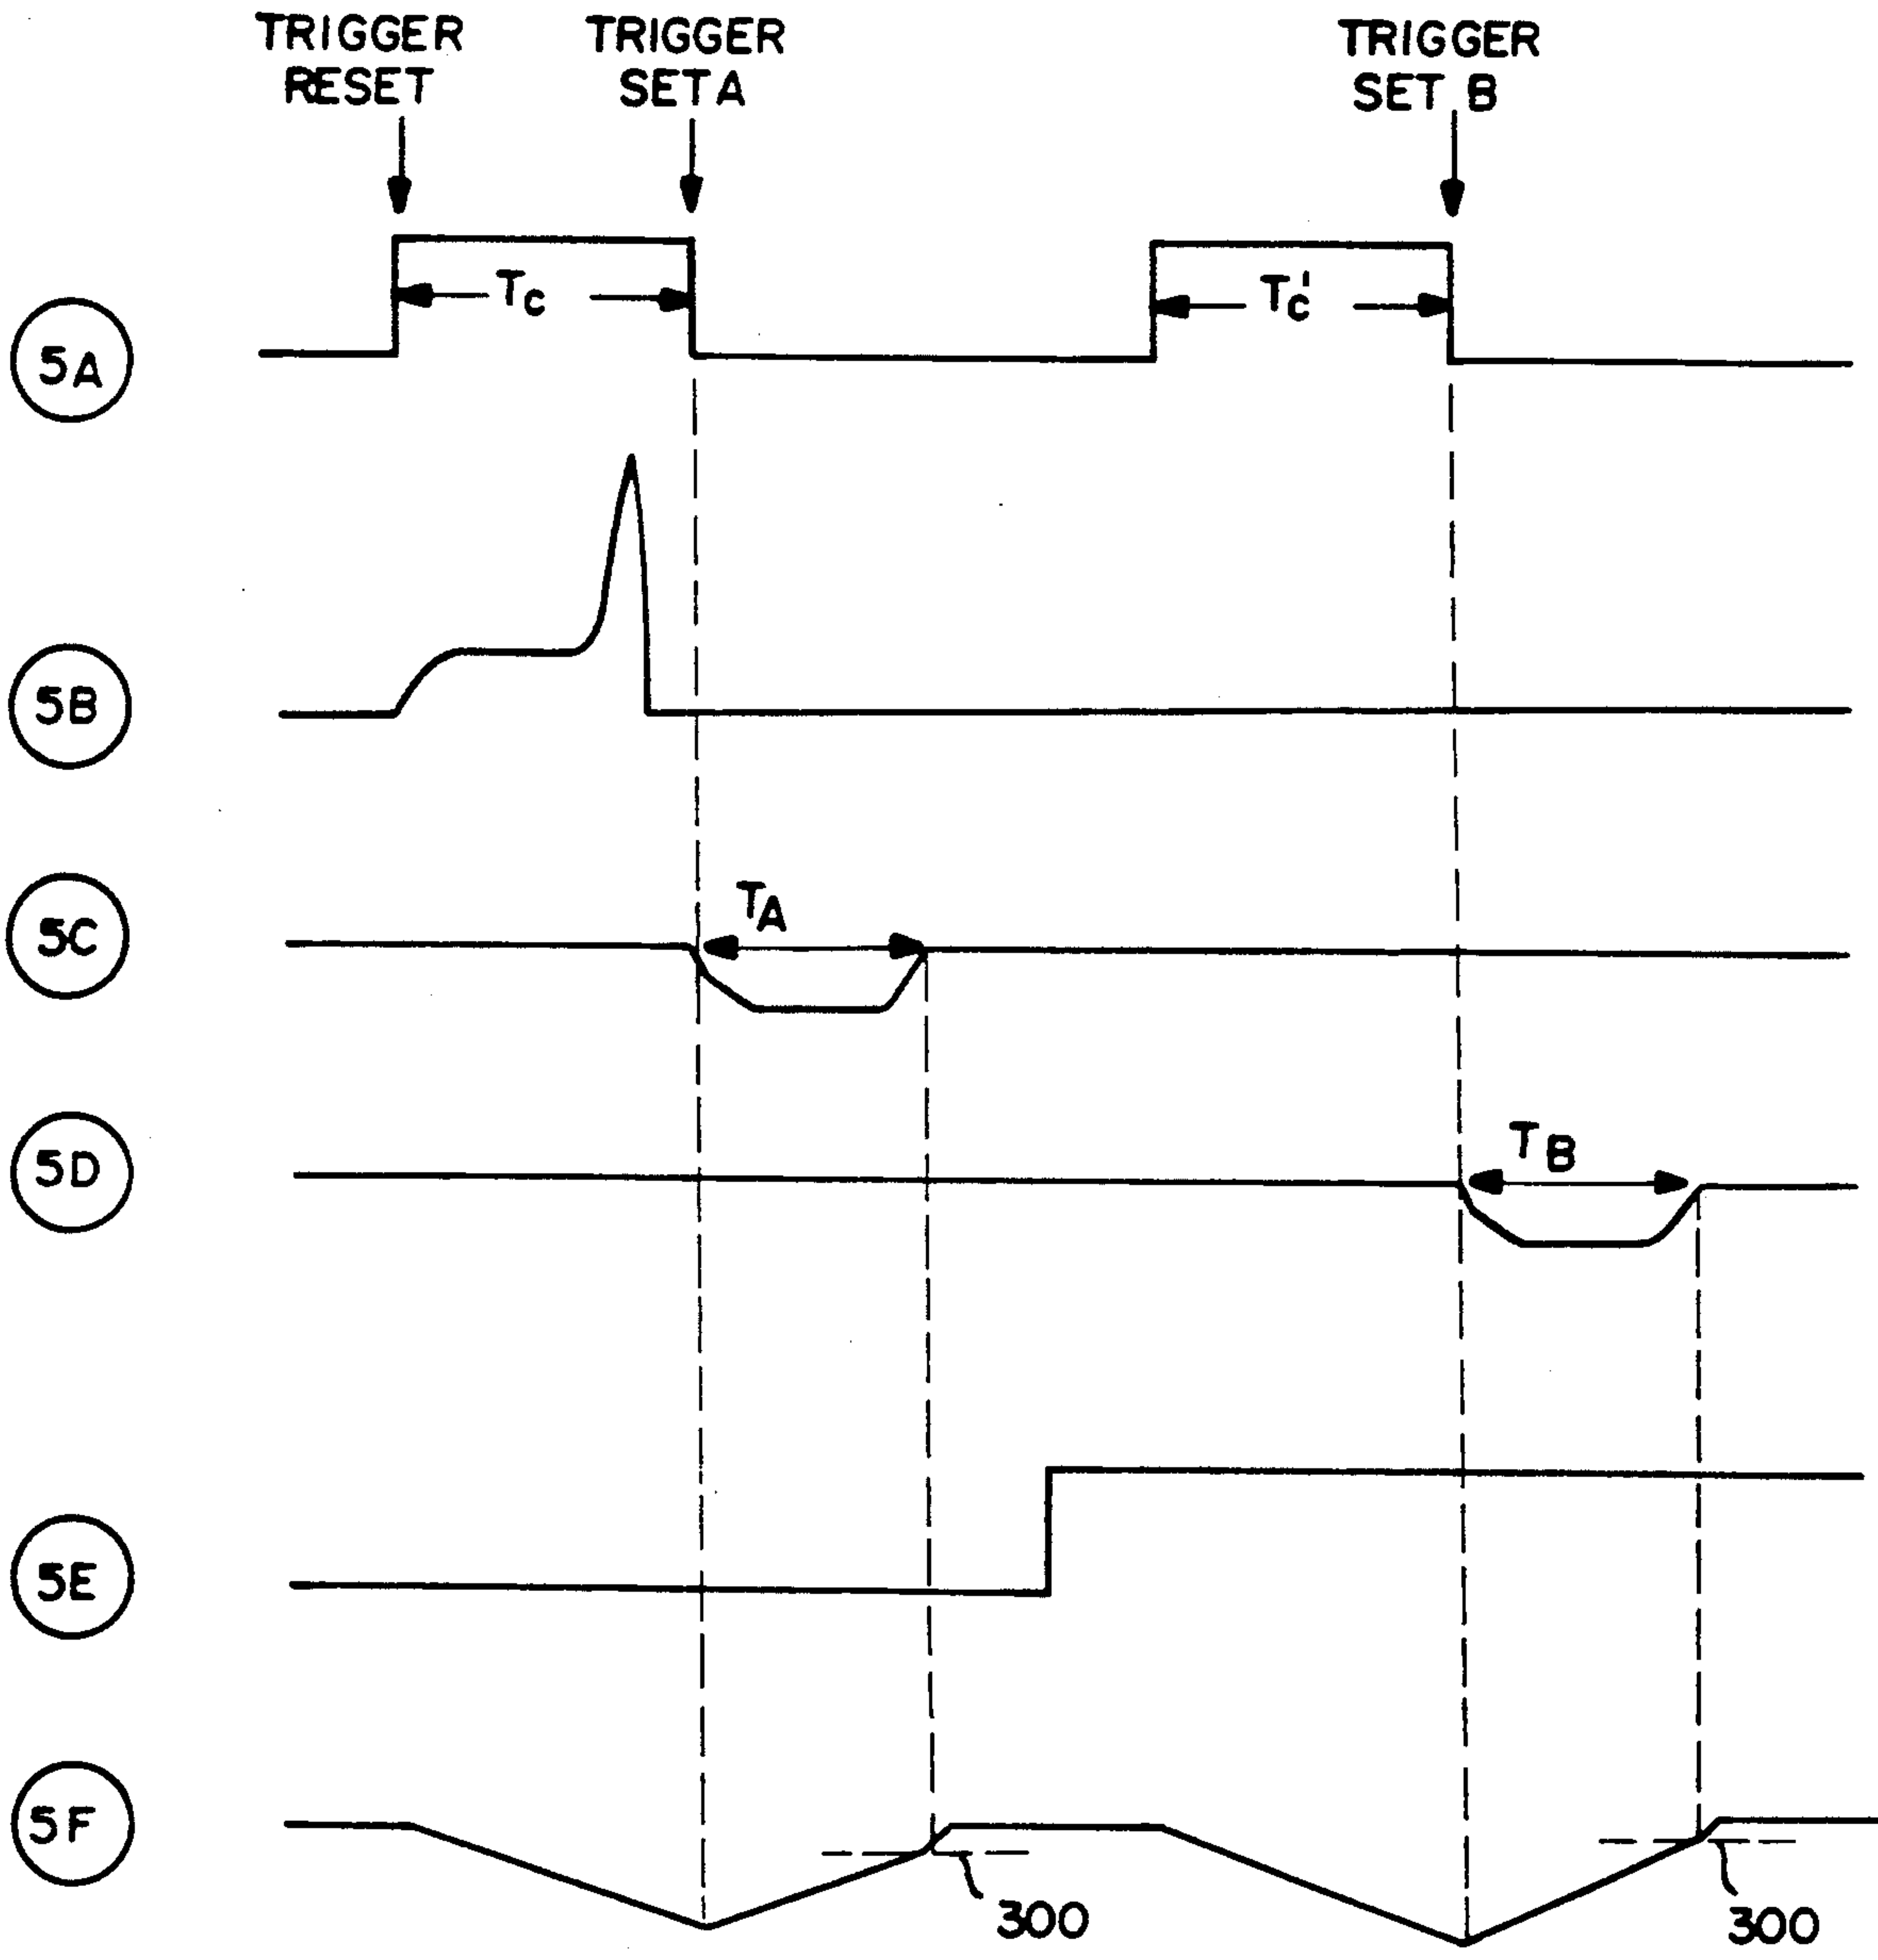 TRIGGER RESET
TRIGGER SET A
TRIGGER SET B
5A
Tc
Tc'
5B
5C
TA
5D
TB
5E
5F
300
300